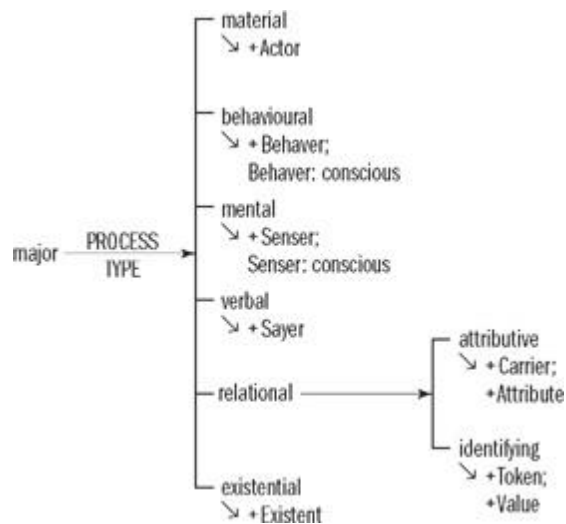 material
↘ +Actor
behavioural
↘ + Behaver;
Behaver: conscious
mental
↘ + Senser;
Senser: conscious
major
PROCESS
TYPE
verbal
↘ + Sayer
relational
attributive
↘ + Carrier;
+Attribute
identifying
↘ +Token;
+Value
existential
↘ + Existent